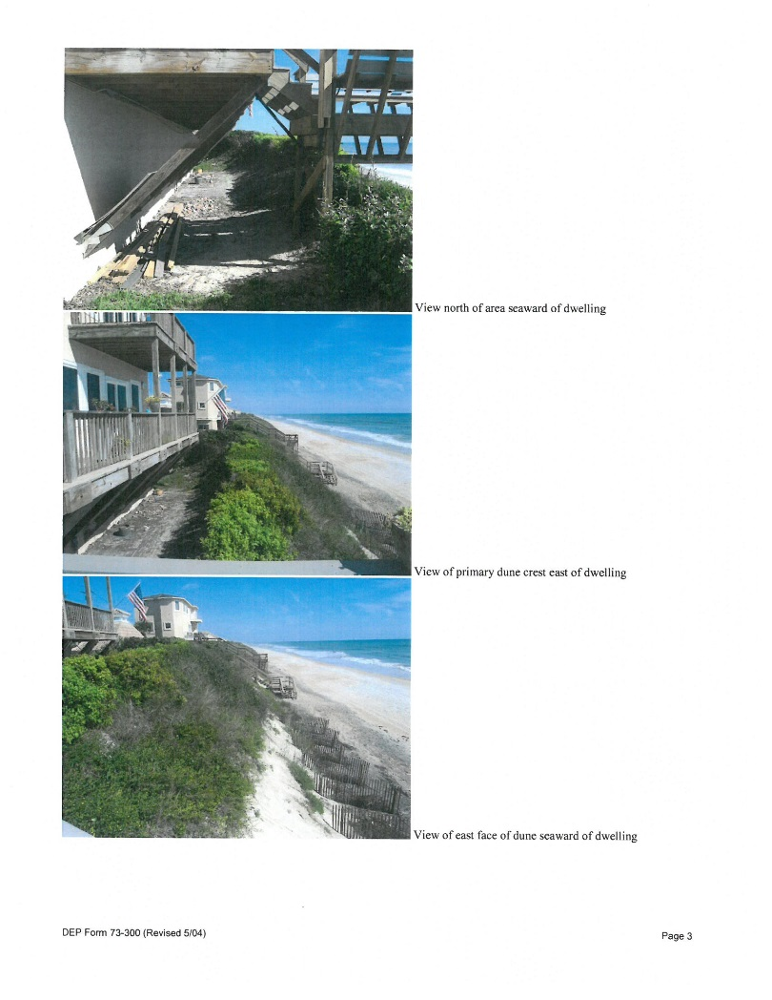 View north of area seaward of dwelling
View of primary dune crest east of dwelling
View of east face of dune seaward of dwelling
DEP Form 73-300 (Revised 5/04)
Page 3